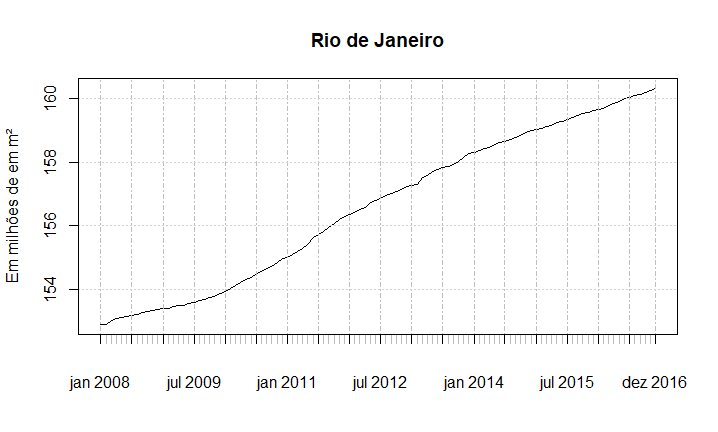 Rio de Janeiro
Em milhões de em m²
160
158
156
154
jan 2008 jul 2009 jan 2011 jul 2012 jan 2014 jul 2015 dez 2016